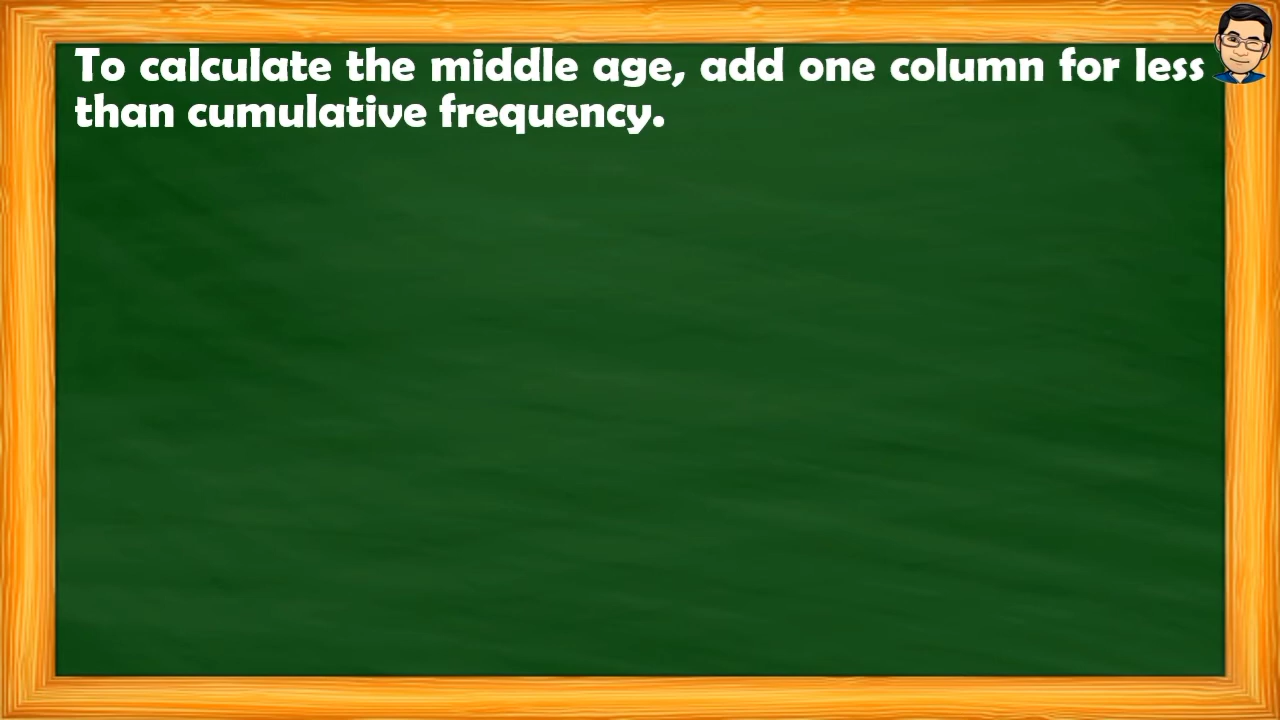 To calculate the middle age, add one column for less
than cumulative frequency.